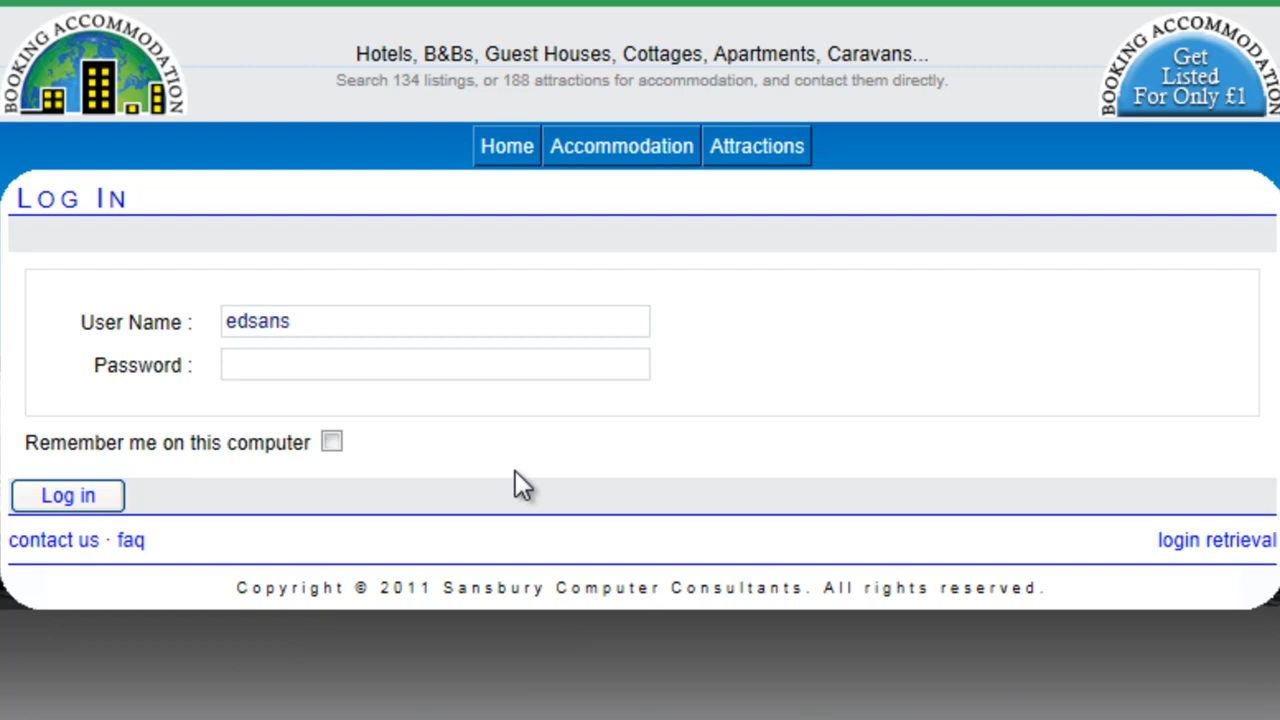 BOOKING ACCOMMODATION
Hotels, B&Bs, Guest Houses, Cottages, Apartments, Caravans...
Search 134 listings, or 188 attractions for accommodation, and contact them directly.
BOOKING ACCOMMODATION
Get
Listed
For Only £1
Home Accommodation Attractions
LOG IN
User Name : edsans
Password :
Remember me on this computer
Log in
contact us · faq login retrieval
Copyright © 2011 Sansbury Computer Consultants. All rights reserved.